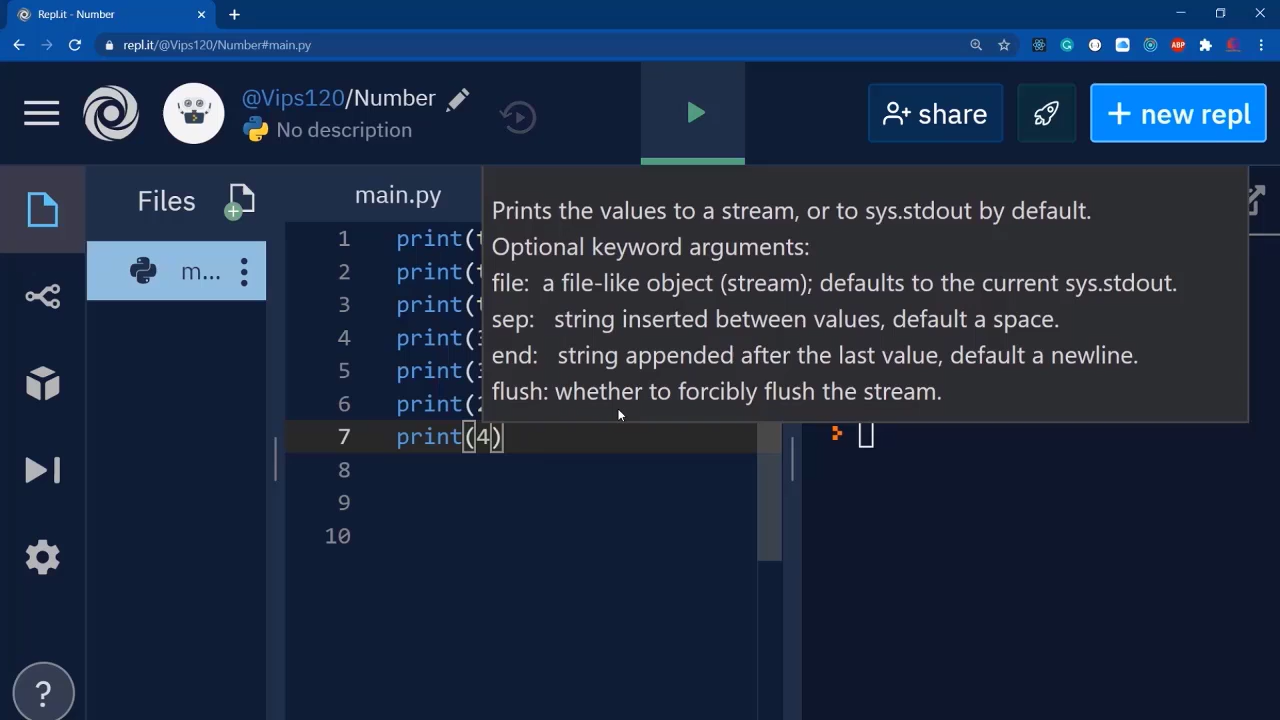 Repl.it - Number
repl.it/@Vips120/Number#main.py
ABP
@Vips120/Number
No description
share
+ new repl
Files
main.py
m...
1 print(
2 print(
3 print(
4 print(
5 print(
6 print(
7 print(4)
8
9
10
Prints the values to a stream, or to sys.stdout by default.
Optional keyword arguments:
file: a file-like object (stream); defaults to the current sys.stdout.
sep: string inserted between values, default a space.
end: string appended after the last value, default a newline.
flush: whether to forcibly flush the stream.
?